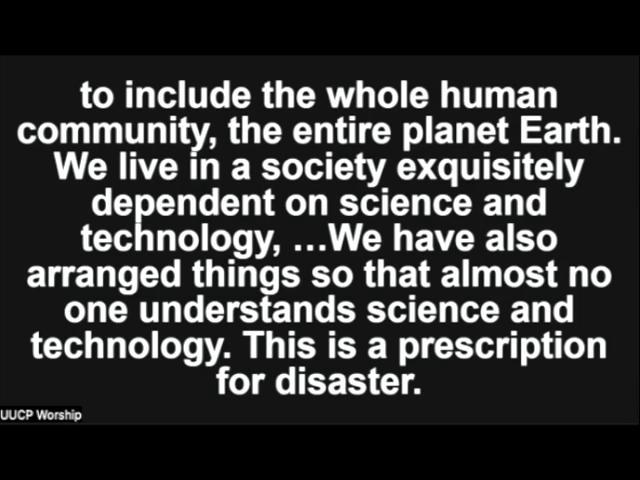 to include the whole human
community, the entire planet Earth.
We live in a society exquisitely
dependent on science and
technology, …We have also
arranged things so that almost no
one understands science and
technology. This is a prescription
for disaster.
UUCP Worship